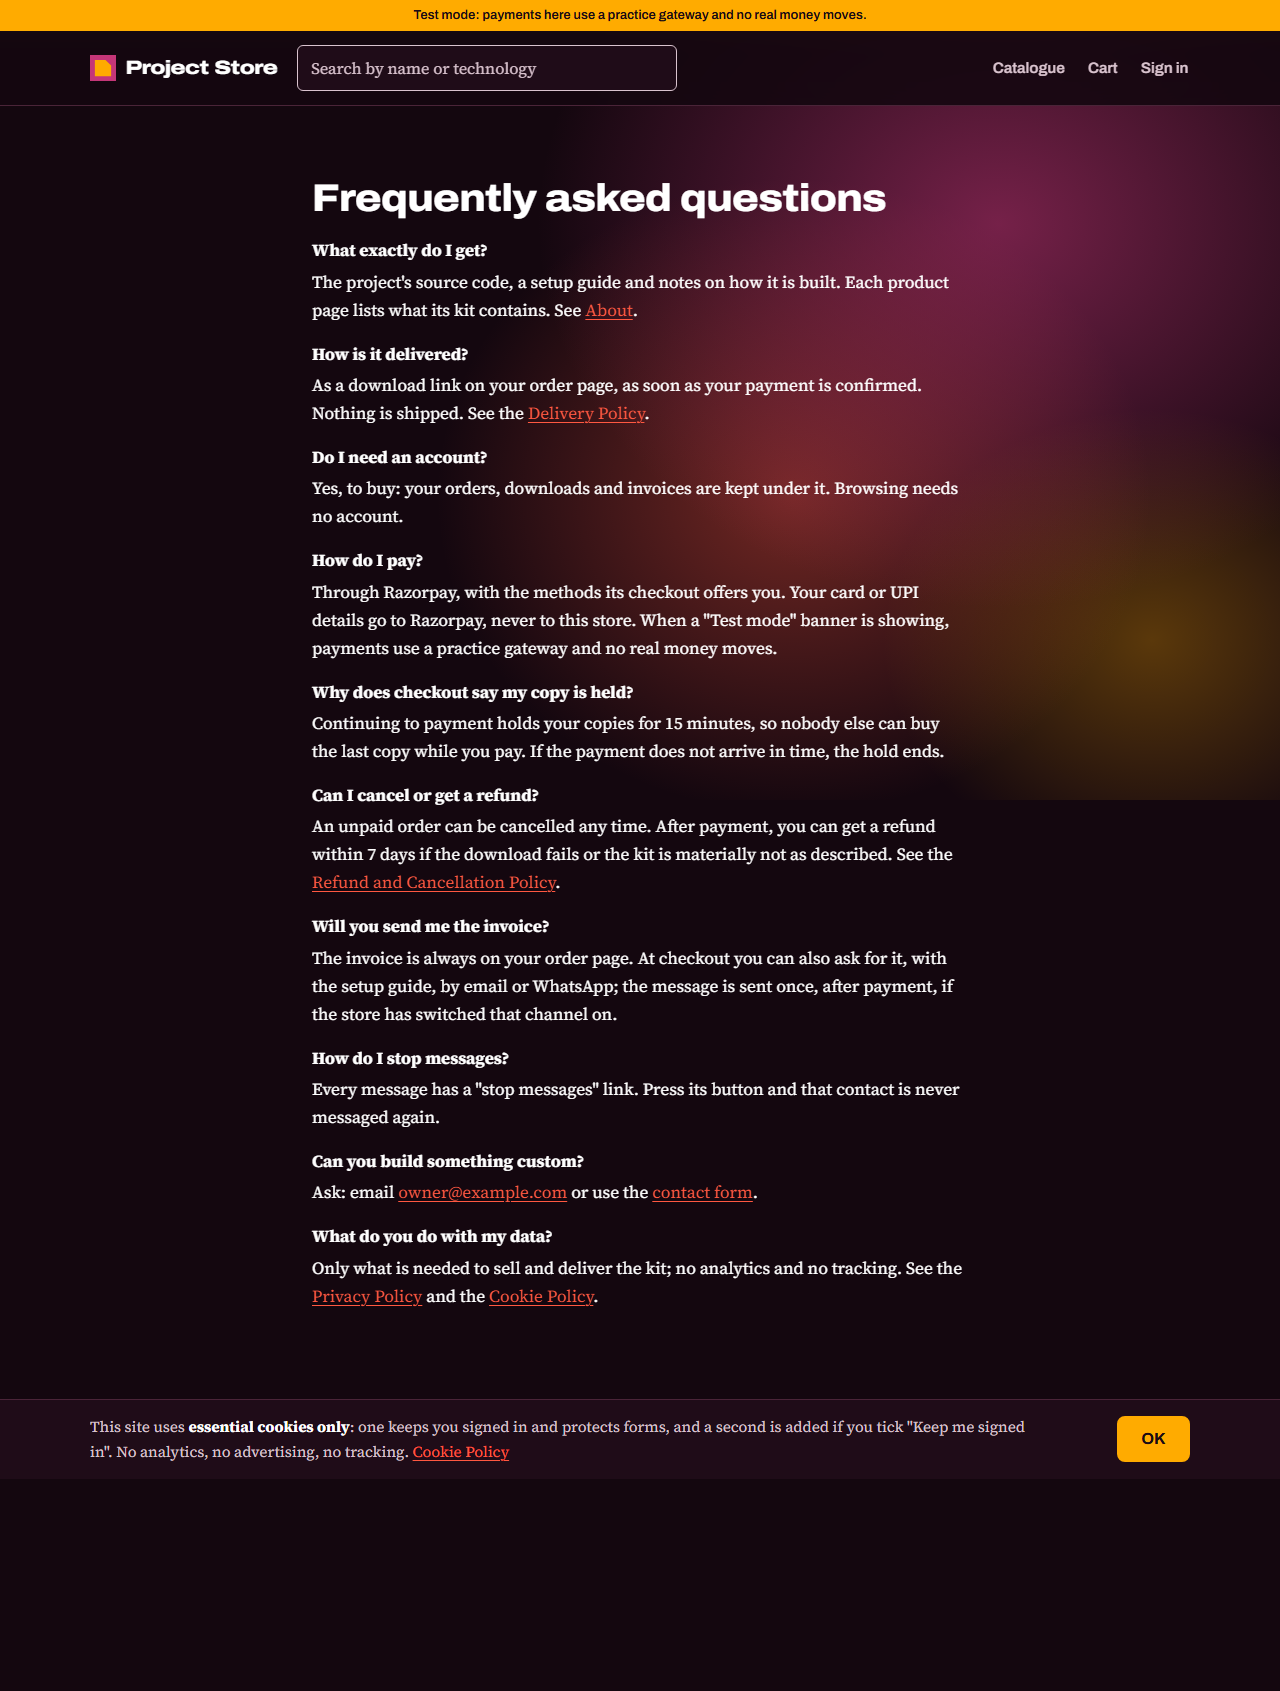 Test mode: payments here use a practice gateway and no real money moves.
Project Store
Search by name or technology
Catalogue
Cart
Sign in
Frequently asked questions
What exactly do I get?
The project's source code, a setup guide and notes on how it is built. Each product
page lists what its kit contains. See About.
How is it delivered?
As a download link on your order page, as soon as your payment is confirmed.
Nothing is shipped. See the Delivery Policy.
Do I need an account?
Yes, to buy: your orders, downloads and invoices are kept under it. Browsing needs
no account.
How do I pay?
Through Razorpay, with the methods its checkout offers you. Your card or UPI
details go to Razorpay, never to this store. When a "Test mode" banner is showing,
payments use a practice gateway and no real money moves.
Why does checkout say my copy is held?
Continuing to payment holds your copies for 15 minutes, so nobody else can buy
the last copy while you pay. If the payment does not arrive in time, the hold ends.
Can I cancel or get a refund?
An unpaid order can be cancelled any time. After payment, you can get a refund
within 7 days if the download fails or the kit is materially not as described. See the
Refund and Cancellation Policy.
Will you send me the invoice?
The invoice is always on your order page. At checkout you can also ask for it, with
the setup guide, by email or WhatsApp; the message is sent once, after payment, if
the store has switched that channel on.
How do I stop messages?
Every message has a "stop messages" link. Press its button and that contact is never
messaged again.
Can you build something custom?
Ask: email owner@example.com or use the contact form.
What do you do with my data?
Only what is needed to sell and deliver the kit; no analytics and no tracking. See the
Privacy Policy and the Cookie Policy.
This site uses essential cookies only: one keeps you signed in and protects forms, and a second is added if you tick "Keep me signed
in". No analytics, no advertising, no tracking. Cookie Policy
OK